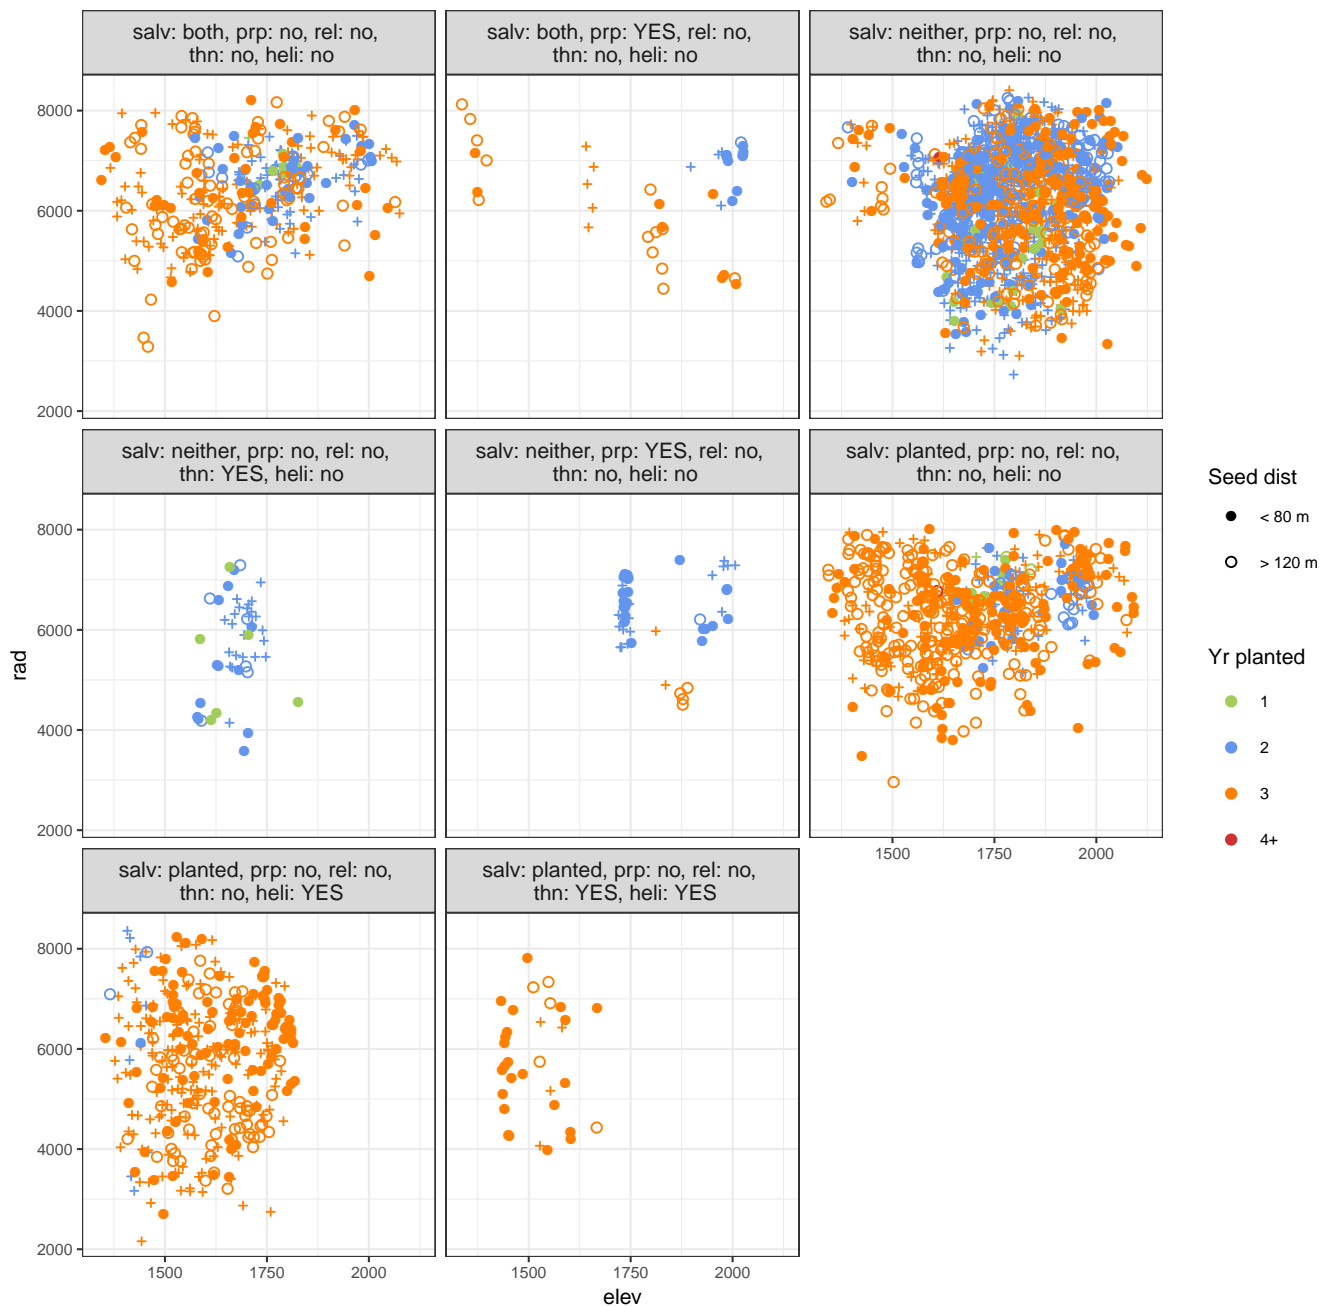 salv: both, prp: no, rel: no,
thn: no, heli: no
salv: both, prp: YES, rel: no,
thn: no, heli: no
salv: neither, prp: no, rel: no,
thn: no, heli: no
8000
6000
4000
2000
salv: neither, prp: no, rel: no,
thn: YES, heli: no
salv: neither, prp: YES, rel: no,
thn: no, heli: no
salv: planted, prp: no, rel: no,
thn: no, heli: no
8000
6000
4000
2000
1500
1750
2000
salv: planted, prp: no, rel: no,
thn: no, heli: YES
salv: planted, prp: no, rel: no,
thn: YES, heli: YES
8000
6000
4000
2000
1500
1750
2000
1500
1750
2000
elev
rad
Seed dist
< 80 m
> 120 m
Yr planted
1
2
3
4+